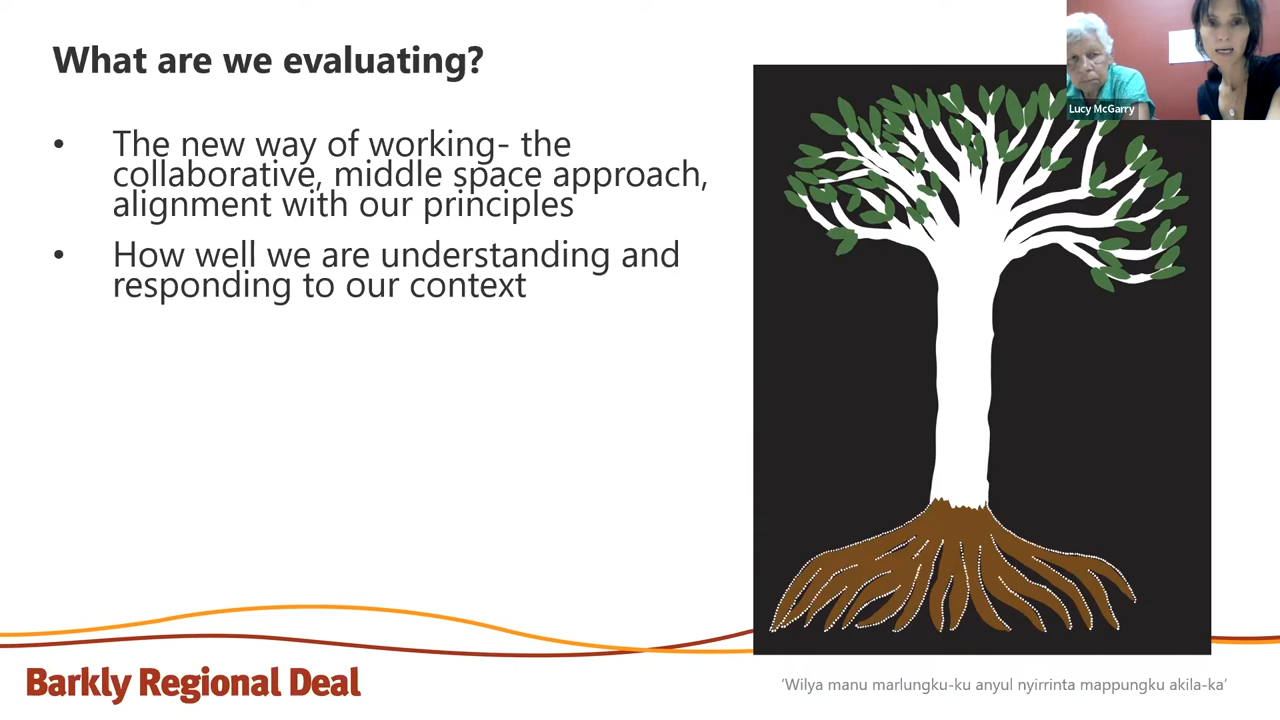 What are we evaluating?
• The new way of working- the
collaborative, middle space approach,
alignment with our principles
• How well we are understanding and
responding to our context
Lucy McGarry
Barkly Regional Deal
‘Wilya manu marlungku-ku anyul nyirrinta mappungku akila-ka’